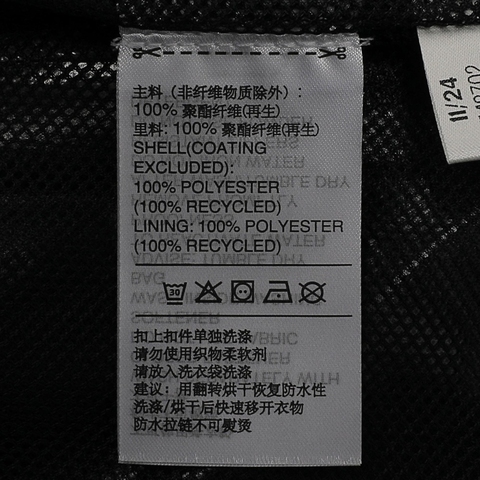 主料（非纤维物质除外）:
100% 聚酯纤维(再生)
里料: 100% 聚酯纤维(再生)
SHELL(COATING
EXCLUDED):
100% POLYESTER
(100% RECYCLED)
LINING: 100% POLYESTER
(100% RECYCLED)
30
扣上扣件单独洗涤
请勿使用织物柔软剂
请放入洗衣袋洗涤
建议：用翻转烘干恢复防水性
洗涤/烘干后快速移开衣物
防水拉链不可熨烫
11/24